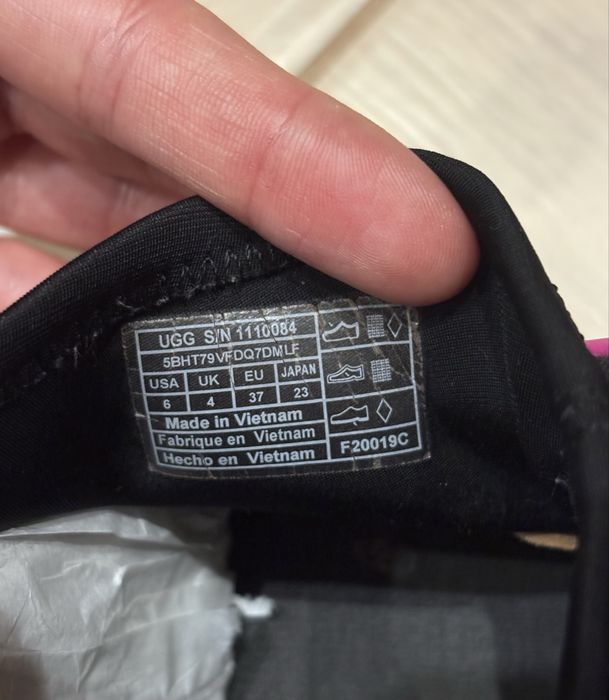 UGG S/N 1110084
5BHT79VFDQ7DMLF
USA UK EU JAPAN
6 4 37 23
Made in Vietnam
Fabrique en Vietnam
Hecho en Vietnam
F20019C